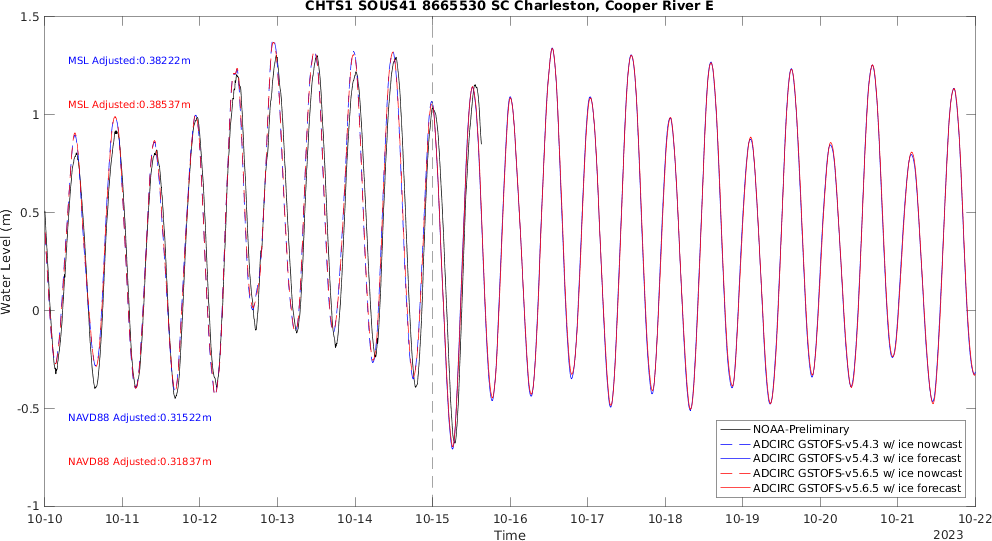 CHTS1 SOUS41 8665530 SC Charleston, Cooper River E
1.5
MSL Adjusted:0.38222m
MSL Adjusted:0.38537m
1
0.5
Water Level (m)
0
-0.5
NAVD88 Adjusted:0.31522m
NAVD88 Adjusted:0.31837m
-1
NOAA-Preliminary
ADCIRC GSTOFS-v5.4.3 w/ ice nowcast
ADCIRC GSTOFS-v5.4.3 w/ ice forecast
ADCIRC GSTOFS-v5.6.5 w/ ice nowcast
ADCIRC GSTOFS-v5.6.5 w/ ice forecast
10-10 10-11 10-12 10-13 10-14 10-15 10-16 10-17 10-18 10-19 10-20 10-21 10-22
Time
2023